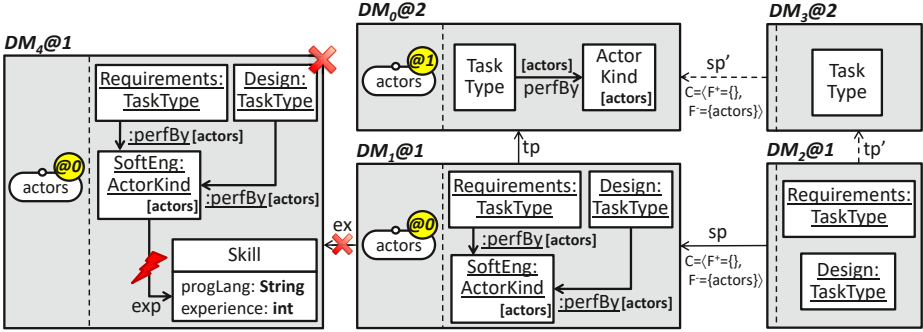 DM₄@1
@0
actors
Requirements:
TaskType
Design:
TaskType
:perfBy[actors]
SoftEng:
ActorKind
[actors]
:perfBy[actors]
exp
Skill
progLang: String
experience: int
ex
DM₀@2
@1
actors
Task
Type
[actors]
perfBy
Actor
Kind
[actors]
sp'
C=⟨F⁺={},
F⁻={actors}⟩
DM₃@2
Task
Type
tp
tp'
DM₁@1
@0
actors
Requirements:
TaskType
Design:
TaskType
:perfBy[actors]
SoftEng:
ActorKind
[actors]
:perfBy[actors]
sp
C=⟨F⁺={},
F⁻={actors}⟩
DM₂@1
Requirements:
TaskType
Design:
TaskType